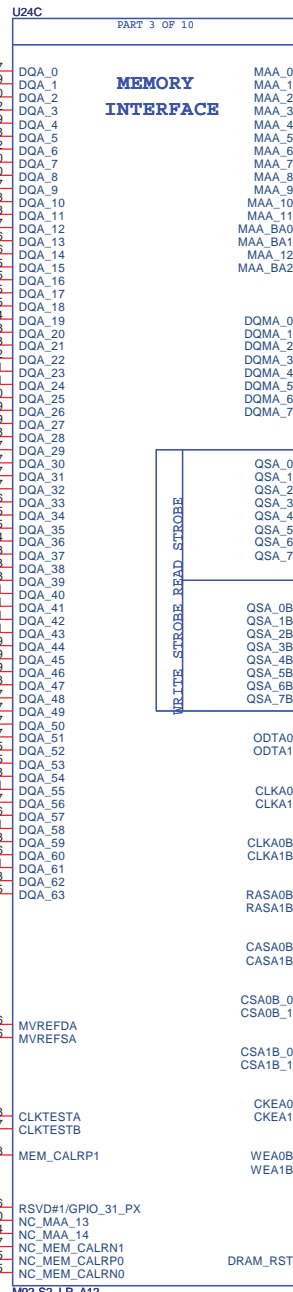 U24C
PART 3 OF 10
MEMORY
INTERFACE
DQA_0
DQA_1
DQA_2
DQA_3
DQA_4
DQA_5
DQA_6
DQA_7
DQA_8
DQA_9
DQA_10
DQA_11
DQA_12
DQA_13
DQA_14
DQA_15
DQA_16
DQA_17
DQA_18
DQA_19
DQA_20
DQA_21
DQA_22
DQA_23
DQA_24
DQA_25
DQA_26
DQA_27
DQA_28
DQA_29
DQA_30
DQA_31
DQA_32
DQA_33
DQA_34
DQA_35
DQA_36
DQA_37
DQA_38
DQA_39
DQA_40
DQA_41
DQA_42
DQA_43
DQA_44
DQA_45
DQA_46
DQA_47
DQA_48
DQA_49
DQA_50
DQA_51
DQA_52
DQA_53
DQA_54
DQA_55
DQA_56
DQA_57
DQA_58
DQA_59
DQA_60
DQA_61
DQA_62
DQA_63
MVREFDA
MVREFSA
CLKTESTA
CLKTESTB
MEM_CALRP1
RSVD#1/GPIO_31_PX
NC_MAA_13
NC_MAA_14
NC_MEM_CALRN1
NC_MEM_CALRP0
NC_MEM_CALRN0
MAA_0
MAA_1
MAA_2
MAA_3
MAA_4
MAA_5
MAA_6
MAA_7
MAA_8
MAA_9
MAA_10
MAA_11
MAA_BA0
MAA_BA1
MAA_12
MAA_BA2
DQMA_0
DQMA_1
DQMA_2
DQMA_3
DQMA_4
DQMA_5
DQMA_6
DQMA_7
WRITE STROBE READ STROBE
QSA_0
QSA_1
QSA_2
QSA_3
QSA_4
QSA_5
QSA_6
QSA_7
QSA_0B
QSA_1B
QSA_2B
QSA_3B
QSA_4B
QSA_5B
QSA_6B
QSA_7B
ODTA0
ODTA1
CLKA0
CLKA1
CLKA0B
CLKA1B
RASA0B
RASA1B
CASA0B
CASA1B
CSA0B_0
CSA0B_1
CSA1B_0
CSA1B_1
CKEA0
CKEA1
WEA0B
WEA1B
DRAM_RST
M92-S2 LP A12